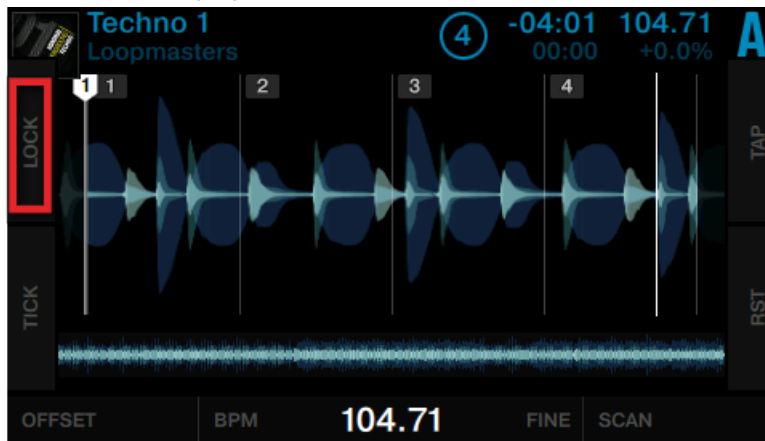 Techno 1
Loopmasters
4
-04:01
00:00
104.71
+0.0%
A
LOCK
TICK
1 1 2 3 4
TAP
RST
OFFSET BPM 104.71 FINE SCAN